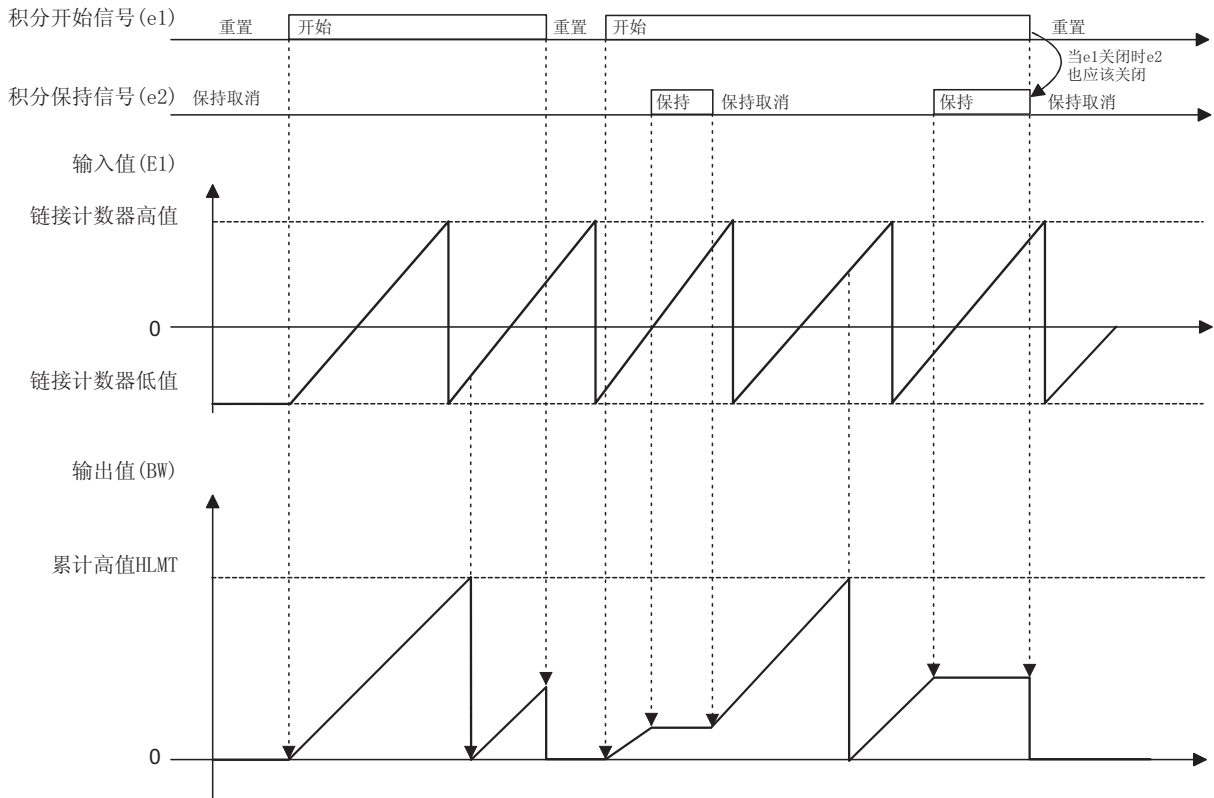 积分开始信号(e1)
重置
开始
重置
开始
重置
当e1关闭时e2
也应该关闭
积分保持信号(e2)
保持取消
保持
保持取消
保持
保持取消
输入值(E1)
链接计数器高值
0
链接计数器低值
输出值(BW)
累计高值HLMT
0